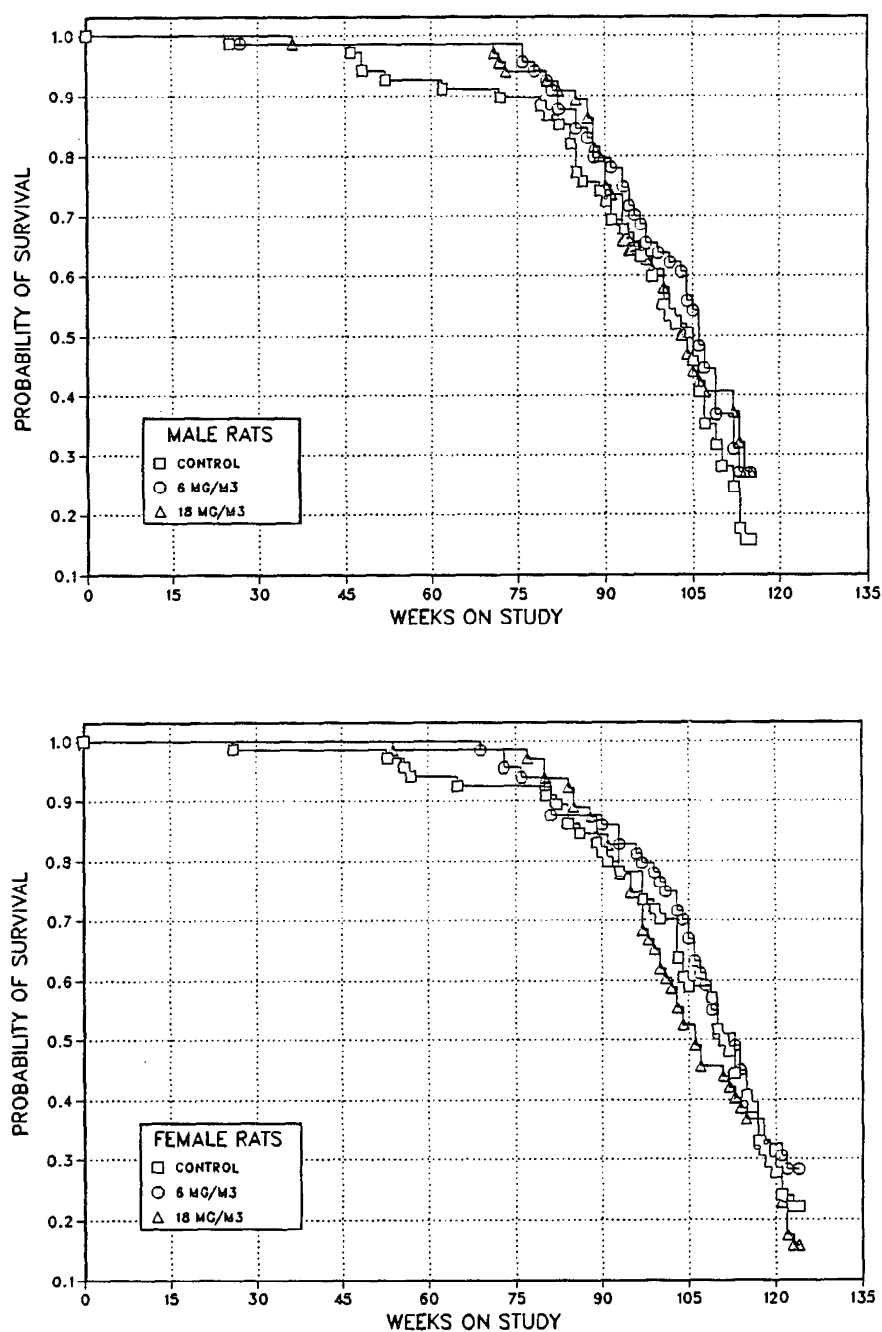 PROBABILITY OF SURVIVAL
1.0
0.9
0.8
0.7
0.6
0.5
0.4
0.3
0.2
0.1
MALE RATS
CONTROL
6 MG/M3
18 MG/M3
0 15 30 45 60 75 90 105 120 135
WEEKS ON STUDY
PROBABILITY OF SURVIVAL
1.0
0.9
0.8
0.7
0.6
0.5
0.4
0.3
0.2
0.1
FEMALE RATS
CONTROL
6 MG/M3
18 MG/M3
0 15 30 45 60 75 90 105 120 135
WEEKS ON STUDY